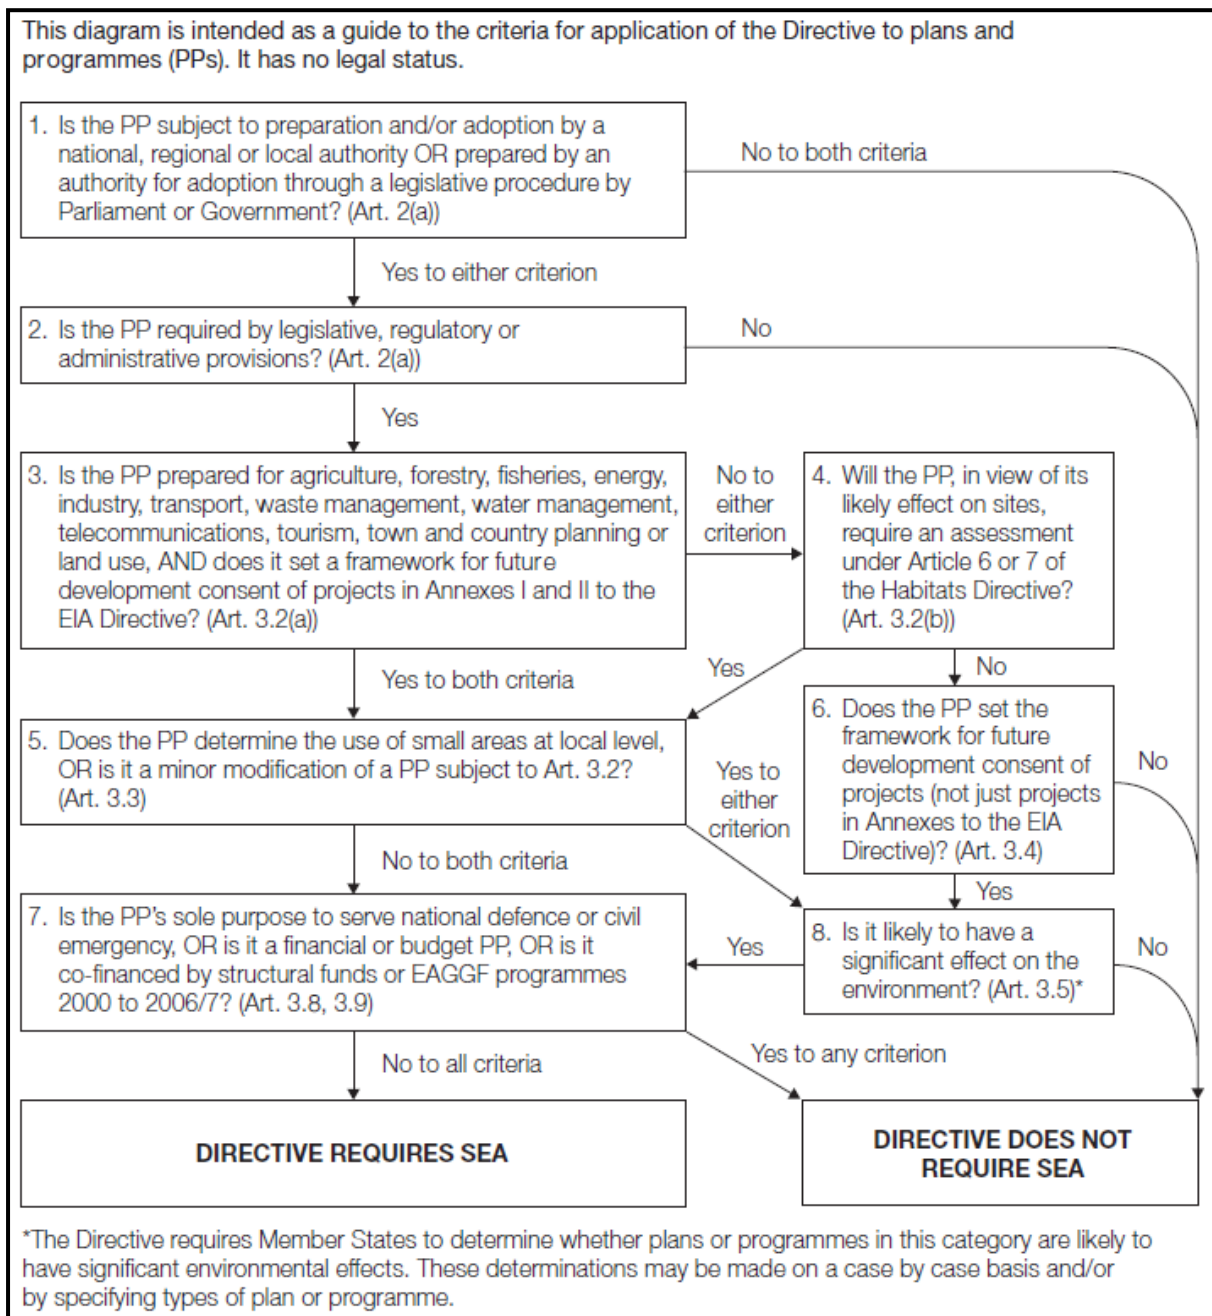 This diagram is intended as a guide to the criteria for application of the Directive to plans and
programmes (PPs). It has no legal status.
1. Is the PP subject to preparation and/or adoption by a
national, regional or local authority OR prepared by an
authority for adoption through a legislative procedure by
Parliament or Government? (Art. 2(a))
No to both criteria
Yes to either criterion
2. Is the PP required by legislative, regulatory or
administrative provisions? (Art. 2(a))
No
Yes
3. Is the PP prepared for agriculture, forestry, fisheries, energy,
industry, transport, waste management, water management,
telecommunications, tourism, town and country planning or
land use, AND does it set a framework for future
development consent of projects in Annexes I and II to the
EIA Directive? (Art. 3.2(a))
No to
either
criterion
4. Will the PP, in view of its
likely effect on sites,
require an assessment
under Article 6 or 7 of
the Habitats Directive?
(Art. 3.2(b))
Yes to both criteria
Yes
No
5. Does the PP determine the use of small areas at local level,
OR is it a minor modification of a PP subject to Art. 3.2?
(Art. 3.3)
Yes to
either
criterion
6. Does the PP set the
framework for future
development consent of
projects (not just projects
in Annexes to the EIA
Directive)? (Art. 3.4)
No
No to both criteria
Yes
7. Is the PP's sole purpose to serve national defence or civil
emergency, OR is it a financial or budget PP, OR is it
co-financed by structural funds or EAGGF programmes
2000 to 2006/7? (Art. 3.8, 3.9)
Yes
8. Is it likely to have a
significant effect on the
environment? (Art. 3.5)*
No
No to all criteria
Yes to any criterion
DIRECTIVE REQUIRES SEA
DIRECTIVE DOES NOT
REQUIRE SEA
*The Directive requires Member States to determine whether plans or programmes in this category are likely to
have significant environmental effects. These determinations may be made on a case by case basis and/or
by specifying types of plan or programme.